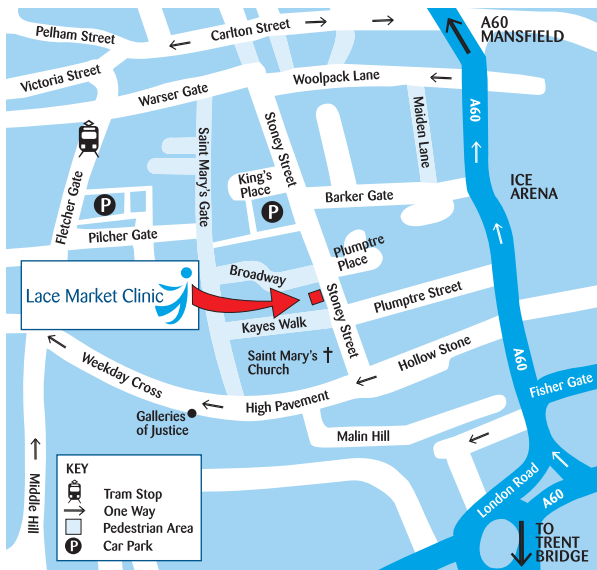 Pelham Street
Carlton Street
A60
MANSFIELD
Victoria Street
Warser Gate
Woolpack Lane
A60
Stoney Street
Maiden Lane
Saint Mary's Gate
Fletcher Gate
King's
Place
P
P
Barker Gate
ICE
ARENA
Pilcher Gate
Plumptre
Place
Broadway
Lace Market Clinic
Stoney Street
Plumptre Street
Kayes Walk
Saint Mary's
Church
Hollow Stone
A60
Weekday Cross
High Pavement
Fisher Gate
Galleries
of Justice
Malin Hill
Middle Hill
London Road
A60
KEY
Tram Stop
One Way
Pedestrian Area
P Car Park
TO
TRENT
BRIDGE